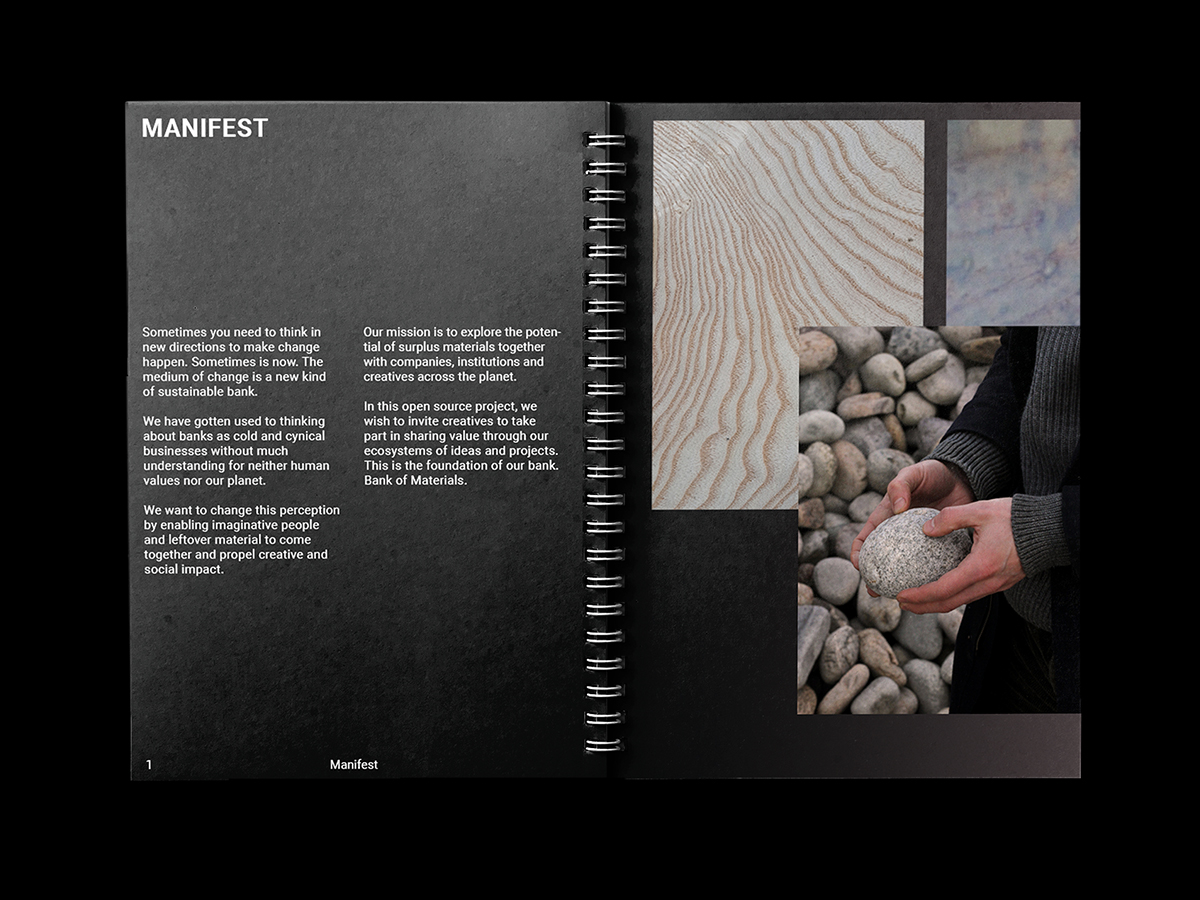 MANIFEST
Sometimes you need to think in
new directions to make change
happen. Sometimes is now. The
medium of change is a new kind
of sustainable bank.
We have gotten used to thinking
about banks as cold and cynical
businesses without much
understanding for neither human
values nor our planet.
We want to change this perception
by enabling imaginative people
and leftover material to come
together and propel creative and
social impact.
Our mission is to explore the poten-
tial of surplus materials together
with companies, institutions and
creatives across the planet.
In this open source project, we
wish to invite creatives to take
part in sharing value through our
ecosystems of ideas and projects.
This is the foundation of our bank.
Bank of Materials.
1
Manifest